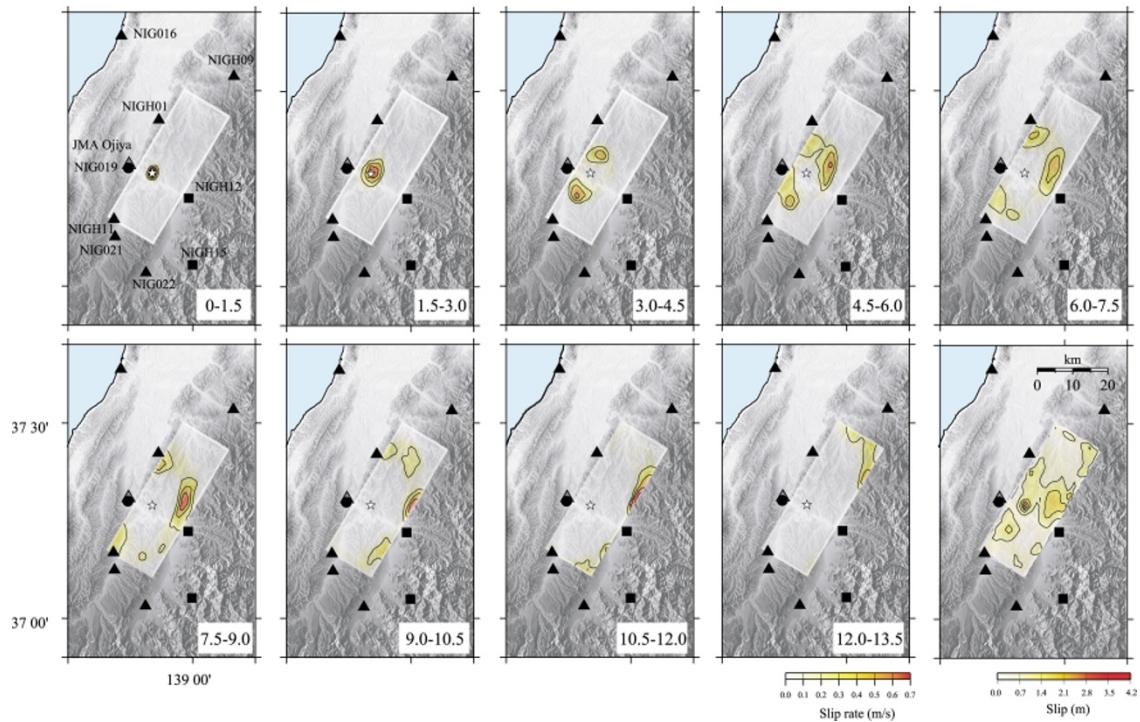 NIG016
NIGH09
NIGH01
JMA Ojiya
NIG019
NIGH12
NIGH11
NIG021
NIGH15
NIG022
0-1.5
1.5-3.0
3.0-4.5
4.5-6.0
6.0-7.5
km
0 10 20
37 30'
37 00'
7.5-9.0
9.0-10.5
10.5-12.0
12.0-13.5
139 00'
0.0 0.1 0.2 0.3 0.4 0.5 0.6 0.7
Slip rate (m/s)
0.0 0.7 1.4 2.1 2.8 3.5 4.2
Slip (m)